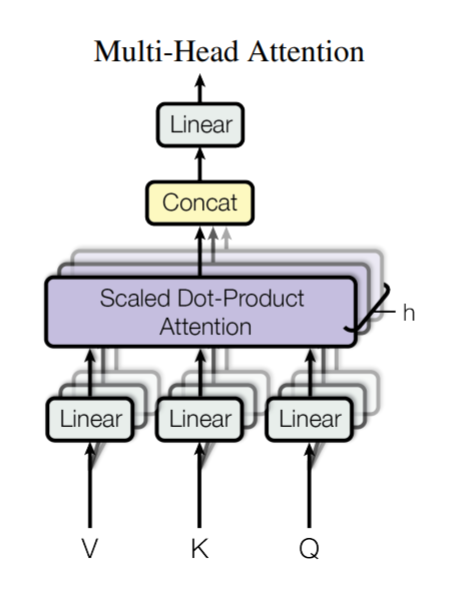 Multi-Head Attention
Linear
Concat
Scaled Dot-Product
Attention
h
Linear
Linear
Linear
V
K
Q